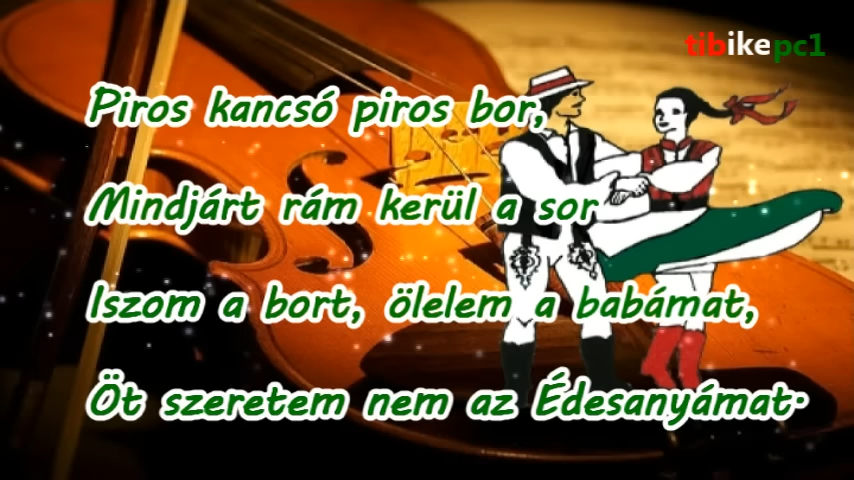 tibikepc1
Piros kancsó piros bor,
Mindjárt rám kerül a sor
Iszom a bort, ölelem a babámat,
Öt szeretem nem az Édesanyámat.